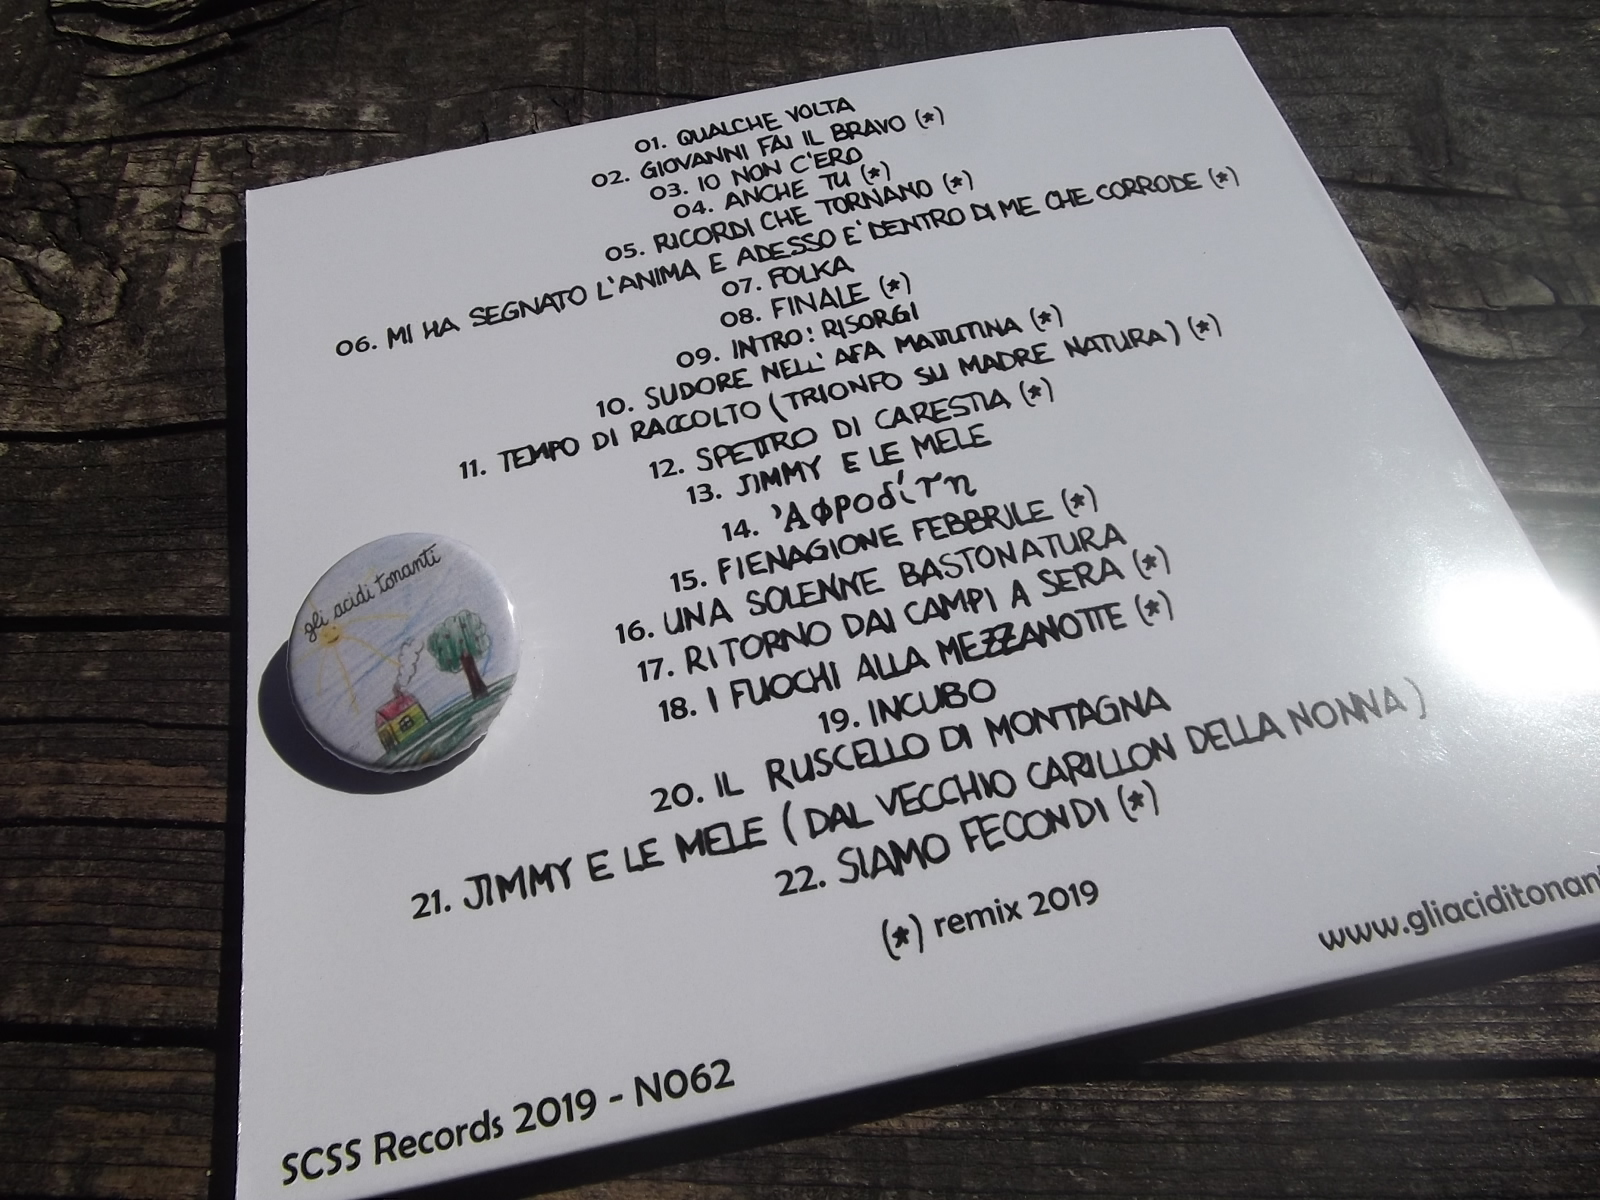 01. QUALCHE VOLTA
02. GIOVANNI FAI IL BRAVO (*)
03. IO NON C'ERO
04. ANCHE TU (*)
05. RICORDI CHE TORNANO (*)
06. MI HA SEGNATO L'ANIMA E ADESSO E' DENTRO DI ME CHE CORRODE (*)
07. FOLKA
08. FINALE (*)
09. INTRO: RISORGI
10. SUDORE NELL'AFA MATTUTINA (*)
11. TEMPO DI RACCOLTO (TRIONFO SU MADRE NATURA) (*)
12. SPETTRO DI CARESTIA (*)
13. JIMMY E LE MELE
14. 'Αφροδίτη
15. FIENAGIONE FEBBRILE (*)
16. UNA SOLENNE BASTONATURA
17. RITORNO DAI CAMPI A SERA (*)
18. I FUOCHI ALLA MEZZANOTTE (*)
19. INCUBO
20. IL RUSCELLO DI MONTAGNA
21. JIMMY E LE MELE (DAL VECCHIO CARILLON DELLA NONNA)
22. SIAMO FECONDI (*)
(*) remix 2019
gli acidi tonanti
www.gliaciditonant
SCSS Records 2019 - N062